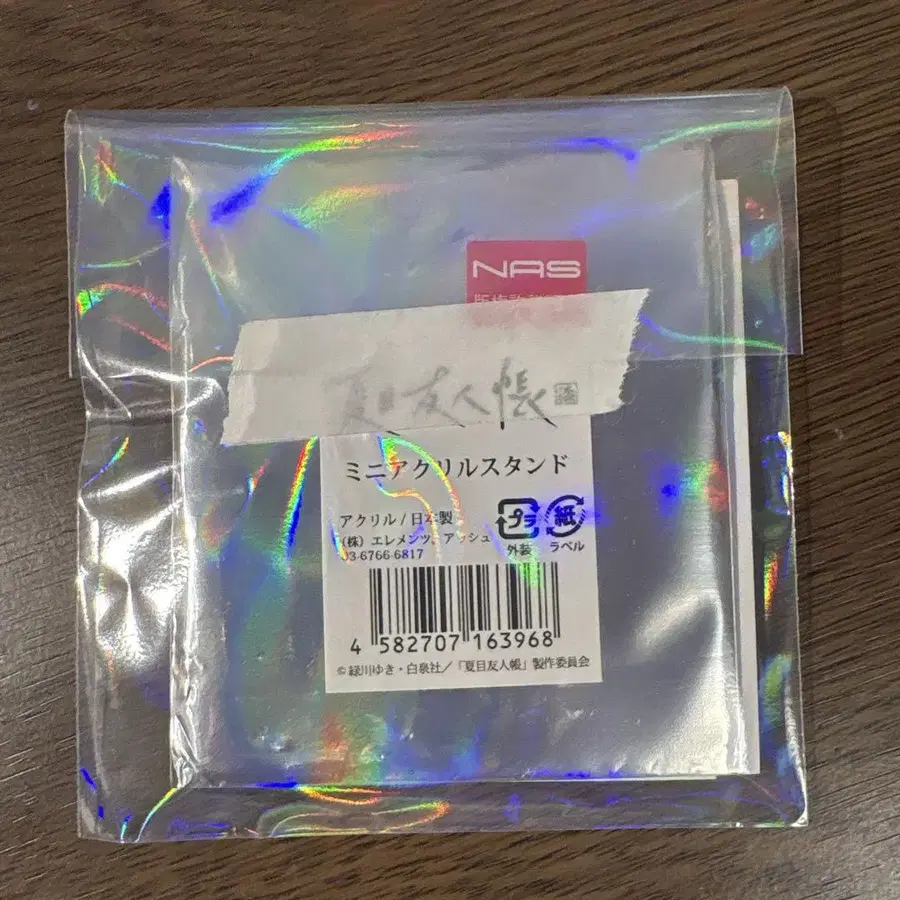 NAS
夏目友人帳
ミニアクリルスタンド
アクリル / 日本製
(株) エレメンツ、アッシュ
03-6766-6817
プラ
外装
紙
ラベル
4 582707 163968
©緑川ゆき・白泉社/「夏目友人帳」製作委員会